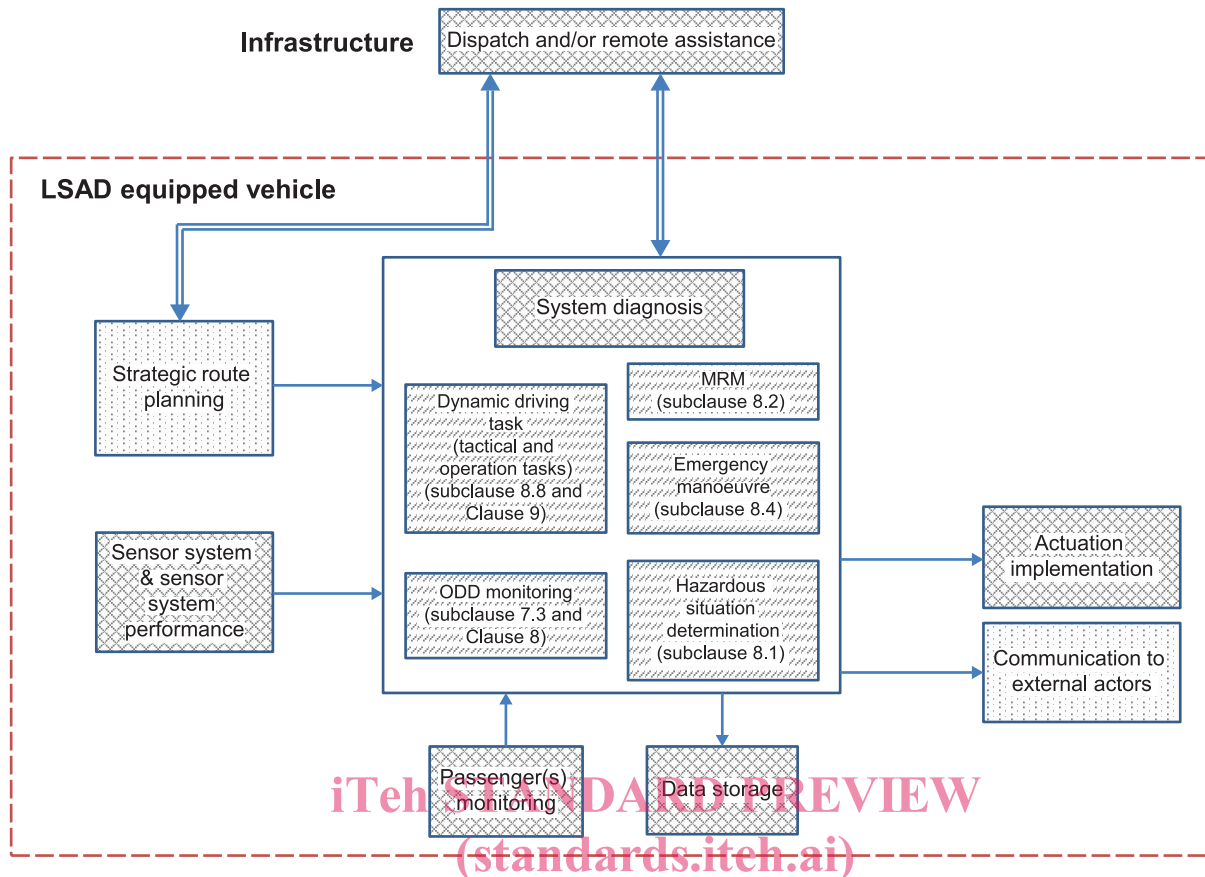 Infrastructure
Dispatch and/or remote assistance
LSAD equipped vehicle
System diagnosis
Strategic route
planning
MRM
(subclause 8.2)
Dynamic driving
task
(tactical and
operation tasks)
(subclause 8.8 and
Clause 9)
Emergency
manoeuvre
(subclause 8.4)
Sensor system
& sensor
system
performance
ODD monitoring
(subclause 7.3 and
Clause 8)
Hazardous
situation
determination
(subclause 8.1)
Actuation
implementation
Communication to
external actors
Passenger(s)
monitoring
Data storage
iTeh STANDARD PREVIEW
(standards.iteh.ai)